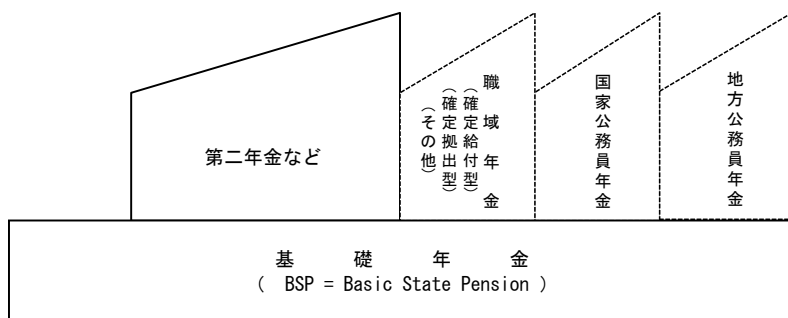 第二年金など
職域年金
（確定給付型）
（確定拠出型）
（その他）
国家公務員年金
地方公務員年金
基礎年金
（ BSP = Basic State Pension ）